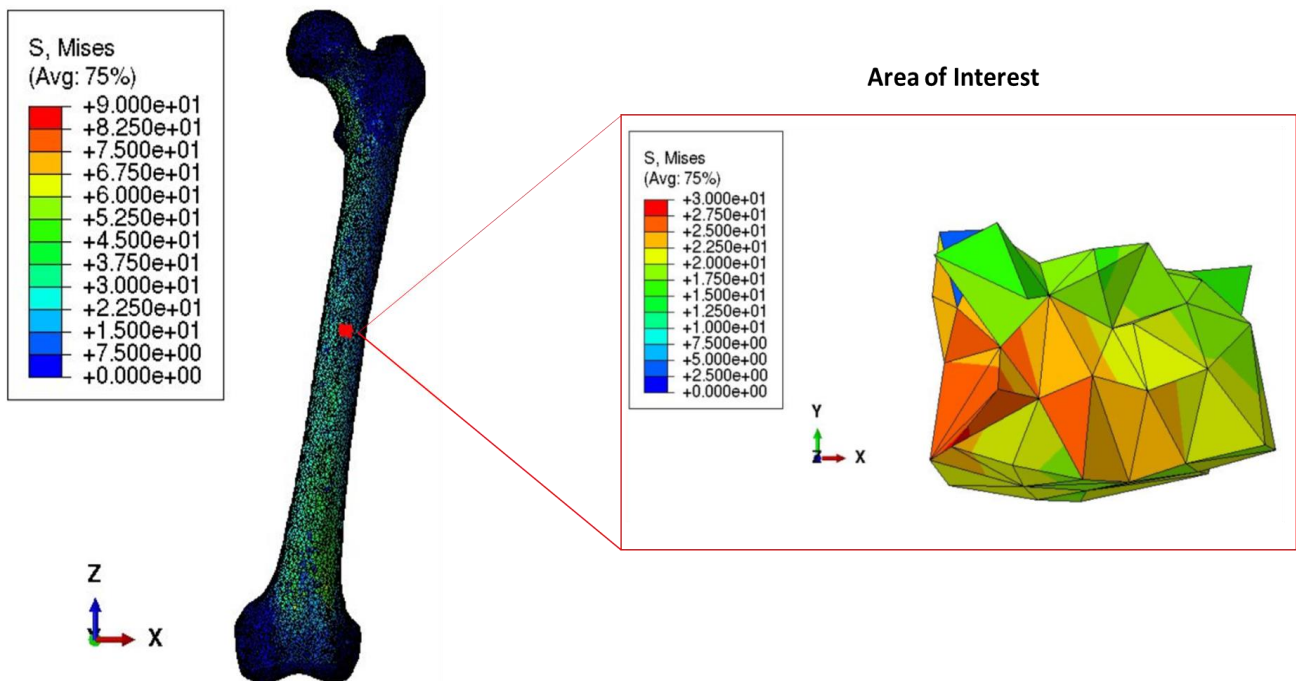 S, Mises
(Avg: 75%)
+9.000e+01
+8.250e+01
+7.500e+01
+6.750e+01
+6.000e+01
+5.250e+01
+4.500e+01
+3.750e+01
+3.000e+01
+2.250e+01
+1.500e+01
+7.500e+00
+0.000e+00
Z
Y
X
Area of Interest
S, Mises
(Avg: 75%)
+3.000e+01
+2.750e+01
+2.500e+01
+2.250e+01
+2.000e+01
+1.750e+01
+1.500e+01
+1.250e+01
+1.000e+01
+7.500e+00
+5.000e+00
+2.500e+00
+0.000e+00
Y
Z
X